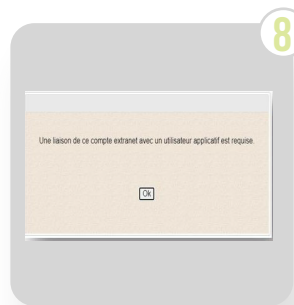 8
Une liaison de ce compte extranet avec un utilisateur applicatif est requise.
Ok